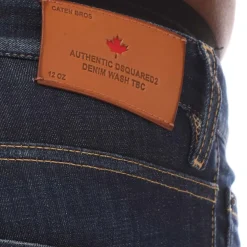 CATEN BROS
AUTHENTIC DSQUARED2
DENIM WASH TBC
12 OZ